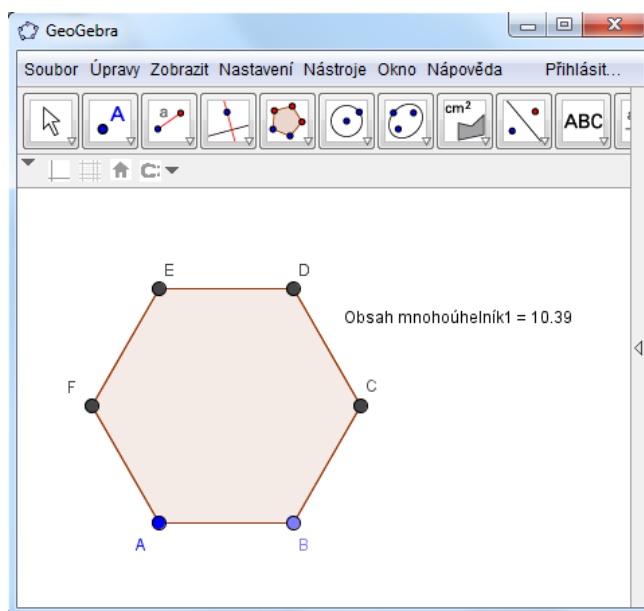 GeoGebra
Soubor Úpravy Zobrazit Nastavení Nástroje Okno Nápověda Přihlásit...
A a cm² ABC a
E D
Obsah mnohoúhelník1 = 10.39
F C
A B